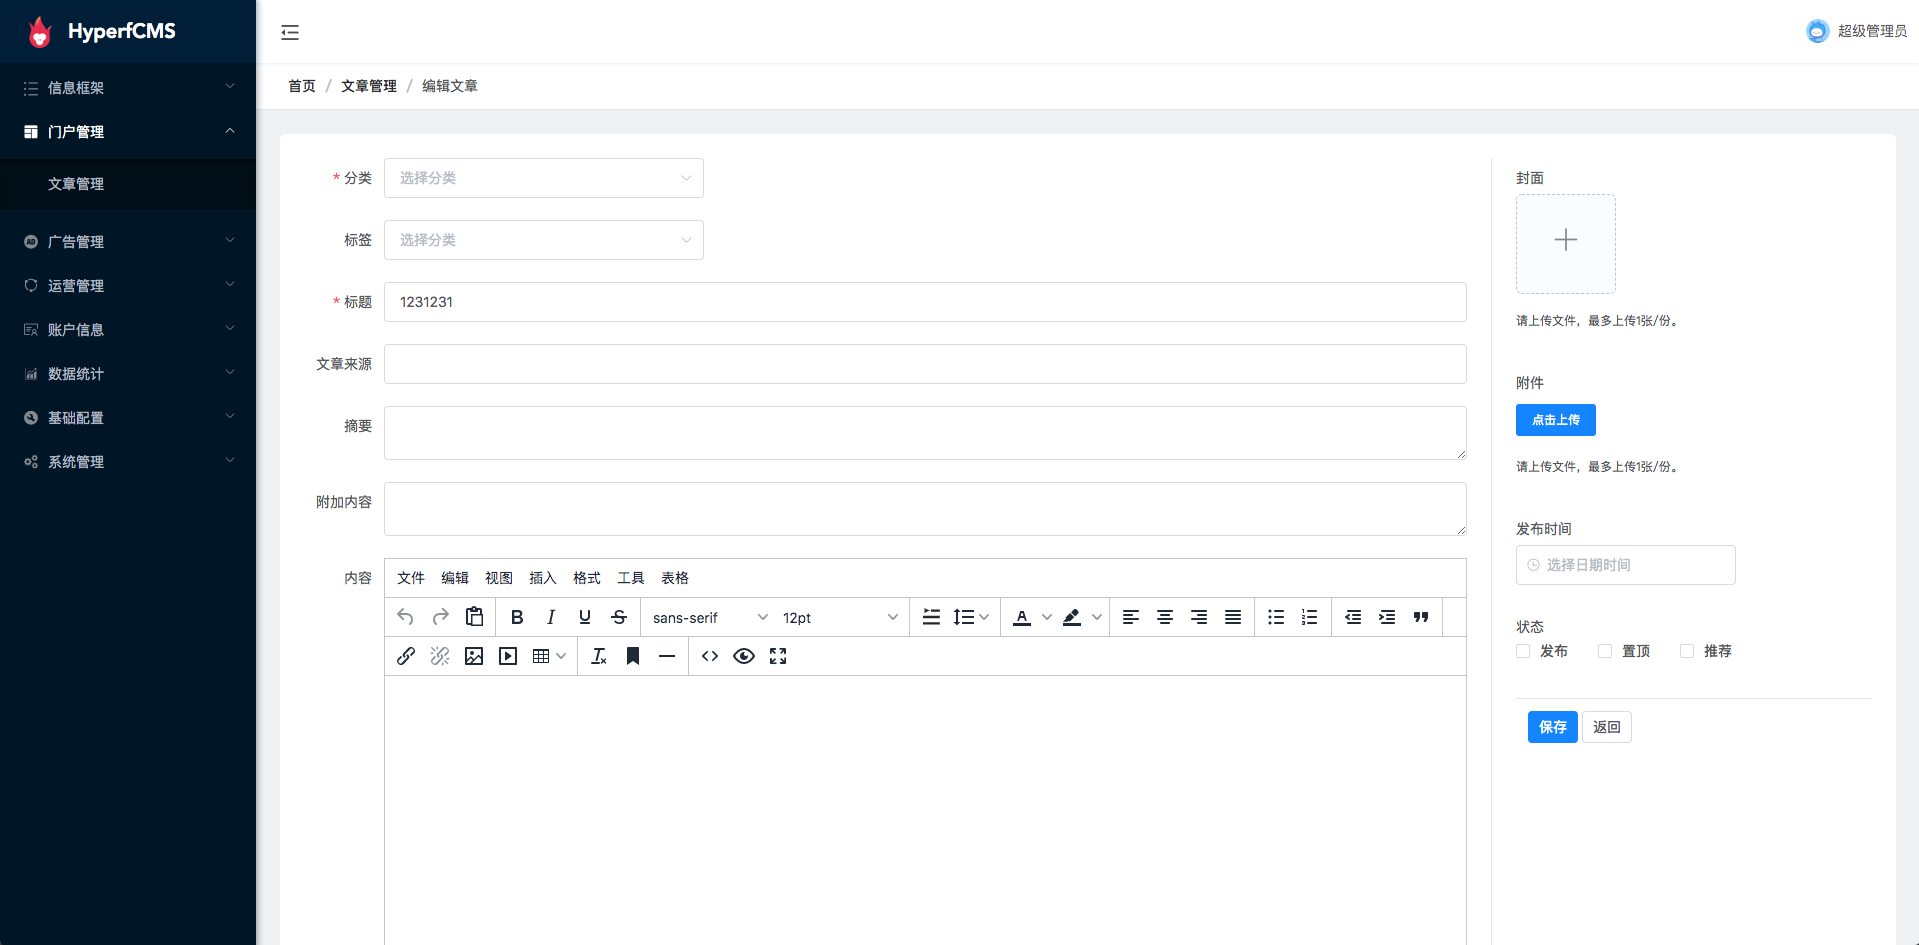 HyperfCMS
超级管理员
信息框架
门户管理
文章管理
广告管理
运营管理
账户信息
数据统计
基础配置
系统管理
首页 / 文章管理 / 编辑文章
* 分类 选择分类
标签 选择分类
* 标题 1231231
文章来源
摘要
附加内容
内容
文件 编辑 视图 插入 格式 工具 表格
sans-serif 12pt
封面
请上传文件，最多上传1张/份。
附件
点击上传
请上传文件，最多上传1张/份。
发布时间
选择日期时间
状态
发布 置顶 推荐
保存 返回